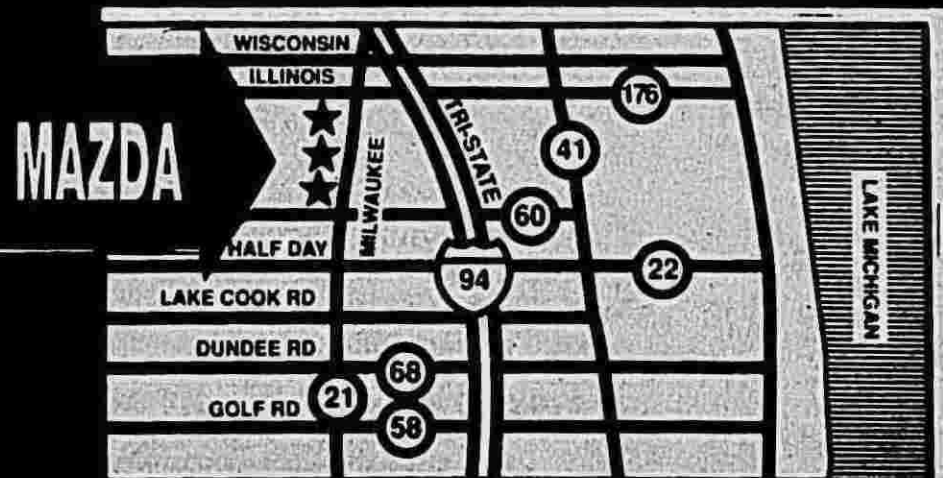 WISCONSIN
ILLINOIS
176
MAZDA
TRI-STATE
41
MILWAUKEE
60
HALF DAY
22
94
LAKE MICHIGAN
LAKE COOK RD
DUNDEE RD
68
GOLF RD
21
58